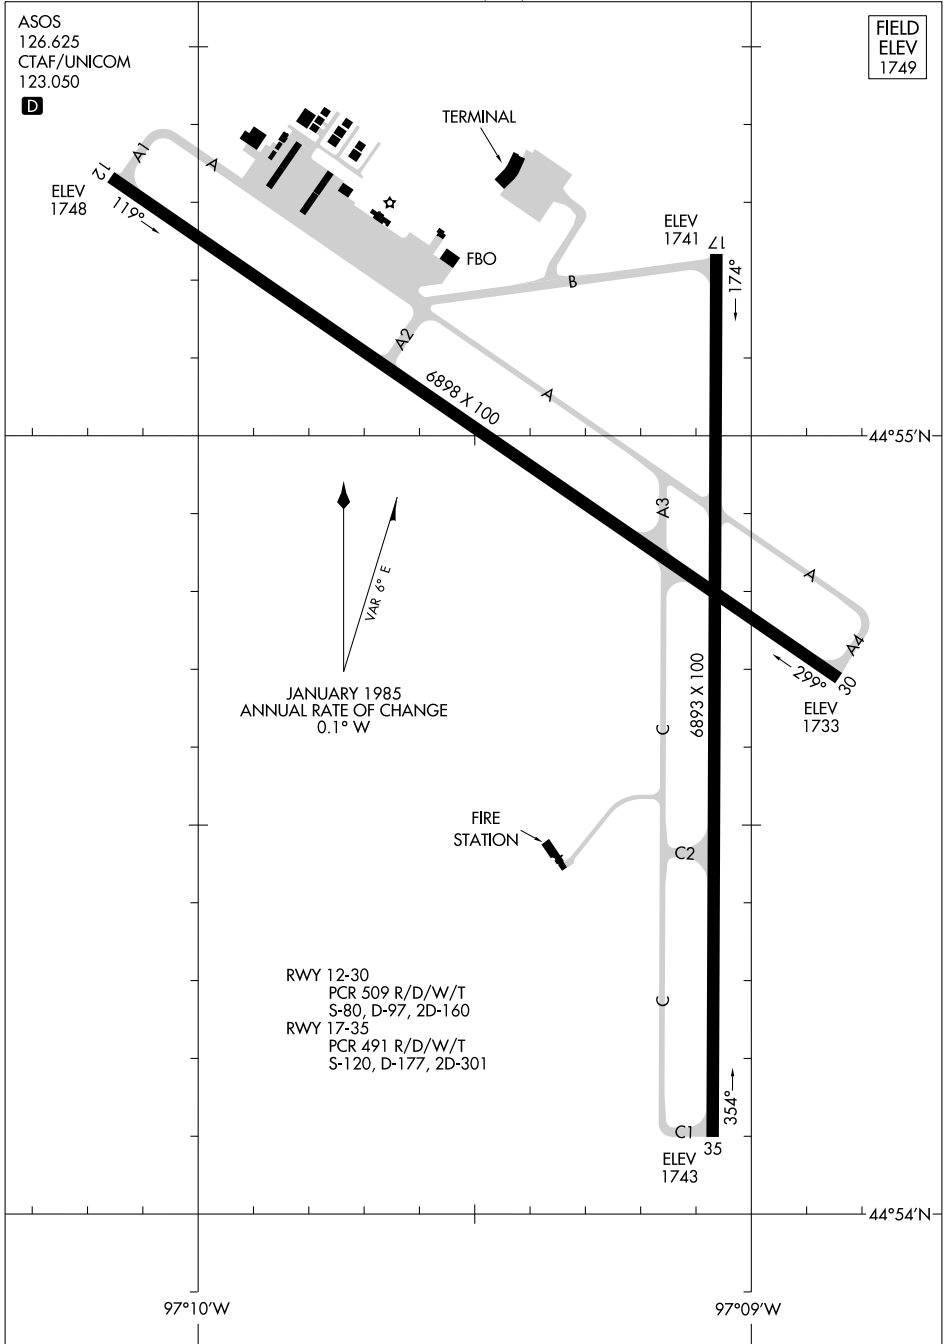 ASOS
126.625
CTAF/UNICOM
123.050
D
FIELD
ELEV
1749
TERMINAL
A1
A
12
ELEV
1748
119°
ELEV
1741
17
FBO
174°
B
A2
6898 X 100
A
44°55'N
A3
VAR 6° E
A
A4
30
299°
ELEV
1733
JANUARY 1985
ANNUAL RATE OF CHANGE
0.1° W
6893 X 100
C
FIRE
STATION
C2
RWY 12-30
PCR 509 R/D/W/T
S-80, D-97, 2D-160
RWY 17-35
PCR 491 R/D/W/T
S-120, D-177, 2D-301
C
354°
C1
35
ELEV
1743
44°54'N
97°10'W
97°09'W